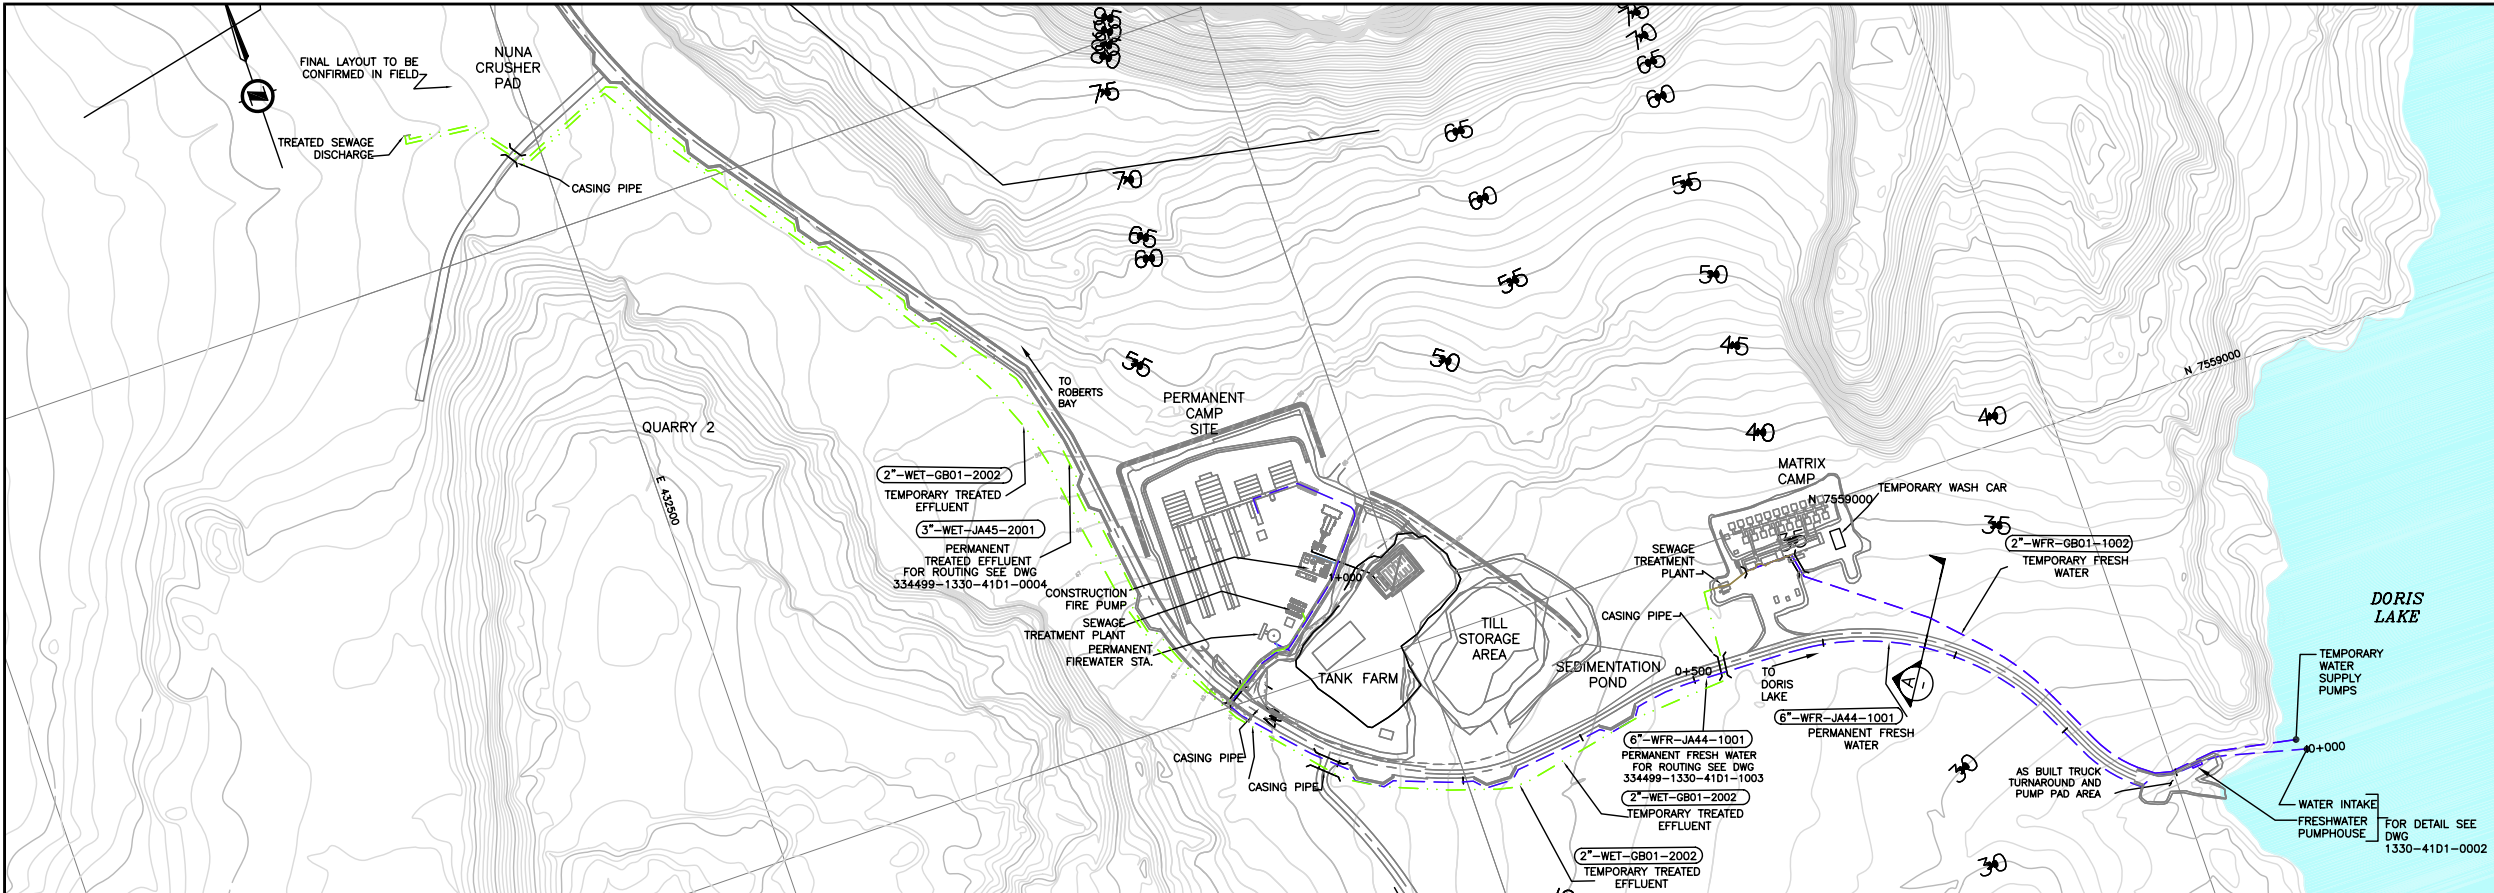 FINAL LAYOUT TO BE
CONFIRMED IN FIELD
NUNA
CRUSHER
PAD
TREATED SEWAGE
DISCHARGE
CASING PIPE
75
70
65
60
75
70
65
60
65
70
60
55
65
60
55
50
55
50
45
40
40
35
35
30
30
N 7559000
TO
ROBERTS
BAY
QUARRY 2
E 432500
PERMANENT
CAMP
SITE
2"-WET-GB01-2002
TEMPORARY TREATED
EFFLUENT
3"-WET-JA45-2001
PERMANENT
TREATED EFFLUENT
FOR ROUTING SEE DWG
334499-1330-41D1-0004
CONSTRUCTION
FIRE PUMP
SEWAGE
TREATMENT PLANT
PERMANENT
FIREWATER STA.
1+000
TANK FARM
TILL
STORAGE
AREA
SEDIMENTATION
POND
MATRIX
CAMP
N 7559000
TEMPORARY WASH CAR
SEWAGE
TREATMENT
PLANT
CASING PIPE
0+500
TO
DORIS
LAKE
2"-WFR-GB01-1002
TEMPORARY FRESH
WATER
A
-
6"-WFR-JA44-1001
PERMANENT FRESH
WATER
6"-WFR-JA44-1001
PERMANENT FRESH WATER
FOR ROUTING SEE DWG
334499-1330-41D1-1003
2"-WET-GB01-2002
TEMPORARY TREATED
EFFLUENT
2"-WET-GB01-2002
TEMPORARY TREATED
EFFLUENT
CASING PIPE
CASING PIPE
DORIS
LAKE
TEMPORARY
WATER
SUPPLY
PUMPS
0+000
AS BUILT TRUCK
TURNAROUND AND
PUMP PAD AREA
WATER INTAKE
FRESHWATER
PUMPHOUSE
FOR DETAIL SEE
DWG
1330-41D1-0002